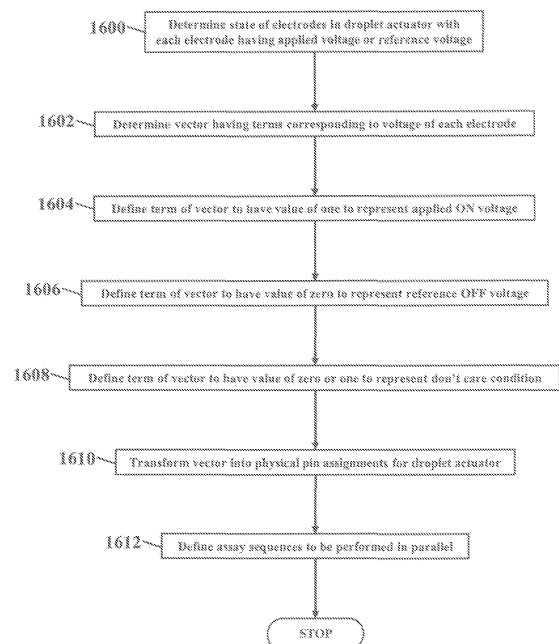 1600
Determine state of electrodes in droplet actuator with
each electrode having applied voltage or reference voltage
1602
Determine vector having terms corresponding to voltage of each electrode
1604
Define term of vector to have value of one to represent applied ON voltage
1606
Define term of vector to have value of zero to represent reference OFF voltage
1608
Define term of vector to have value of zero or one to represent don't care condition
1610
Transform vector into physical pin assignments for droplet actuator
1612
Define assay sequences to be performed in parallel
STOP